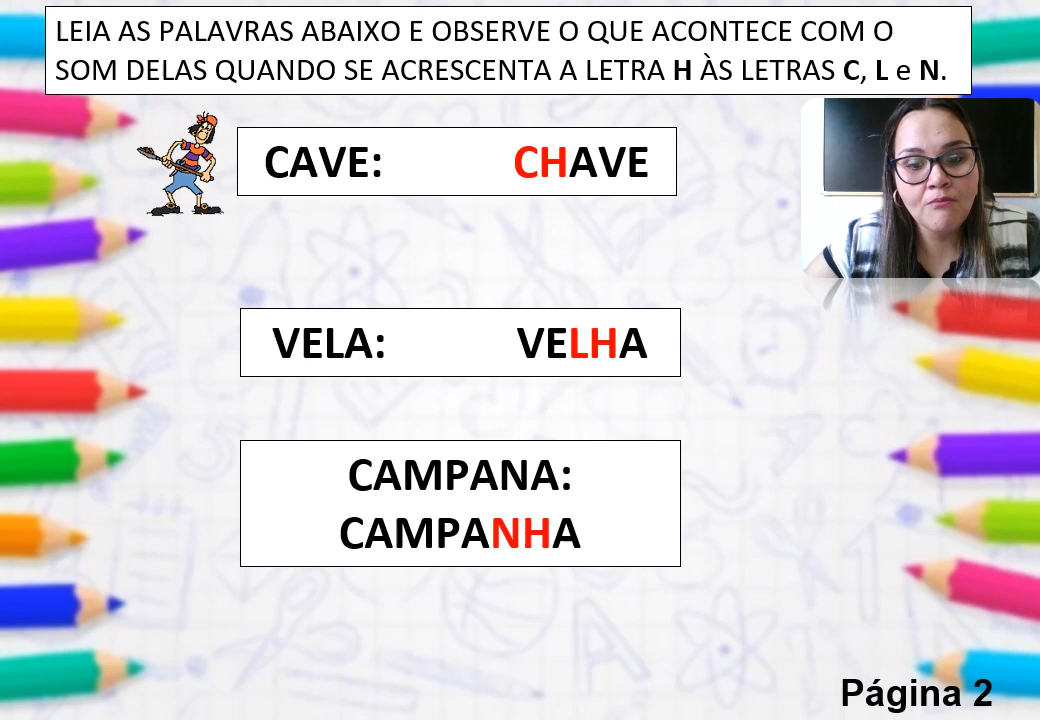 LEIA AS PALAVRAS ABAIXO E OBSERVE O QUE ACONTECE COM O
SOM DELAS QUANDO SE ACRESCENTA A LETRA H ÀS LETRAS C, L e N.
CAVE: CHAVE
VELA: VELHA
CAMPANA:
CAMPANHA
Página 2